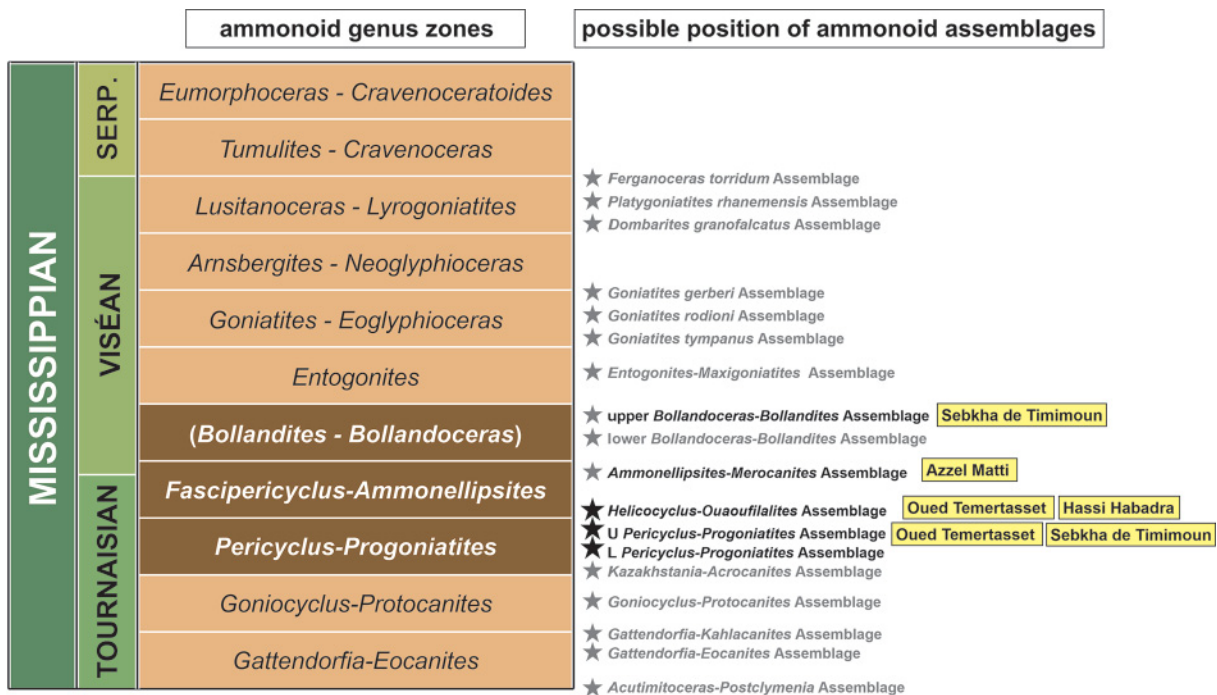 ammonoid genus zones
possible position of ammonoid assemblages
MISSISSIPPIAN
SERP.
VISÉAN
TOURNAISIAN
Eumorphoceras - Cravenoceratoides
Tumulites - Cravenoceras
Lusitanoceras - Lyrogoniatites
Arnsbergites - Neoglyphioceras
Goniatites - Eoglyphioceras
Entogonites
(Bollandites - Bollandoceras)
Fascipericyclus-Ammonellipsites
Pericyclus-Progoniatites
Goniocyclus-Protocanites
Gattendorfia-Eocanites
Ferganoceras torridum Assemblage
Platygoniatites rhanemensis Assemblage
Dombarites granofalcatus Assemblage
Goniatites gerberi Assemblage
Goniatites rodioni Assemblage
Goniatites tympanus Assemblage
Entogonites-Maxigoniatites Assemblage
upper Bollandoceras-Bollandites Assemblage Sebkha de Timimoun
lower Bollandoceras-Bollandites Assemblage
Ammonellipsites-Merocanites Assemblage Azzel Matti
Helicocyclus-Ouaoufilalites Assemblage Oued Temertasset Hassi Habadra
U Pericyclus-Progoniatites Assemblage Oued Temertasset Sebkha de Timimoun
L Pericyclus-Progoniatites Assemblage
Kazakhstania-Acrocanites Assemblage
Goniocyclus-Protocanites Assemblage
Gattendorfia-Kahlacanites Assemblage
Gattendorfia-Eocanites Assemblage
Acutimitoceras-Postclymenia Assemblage